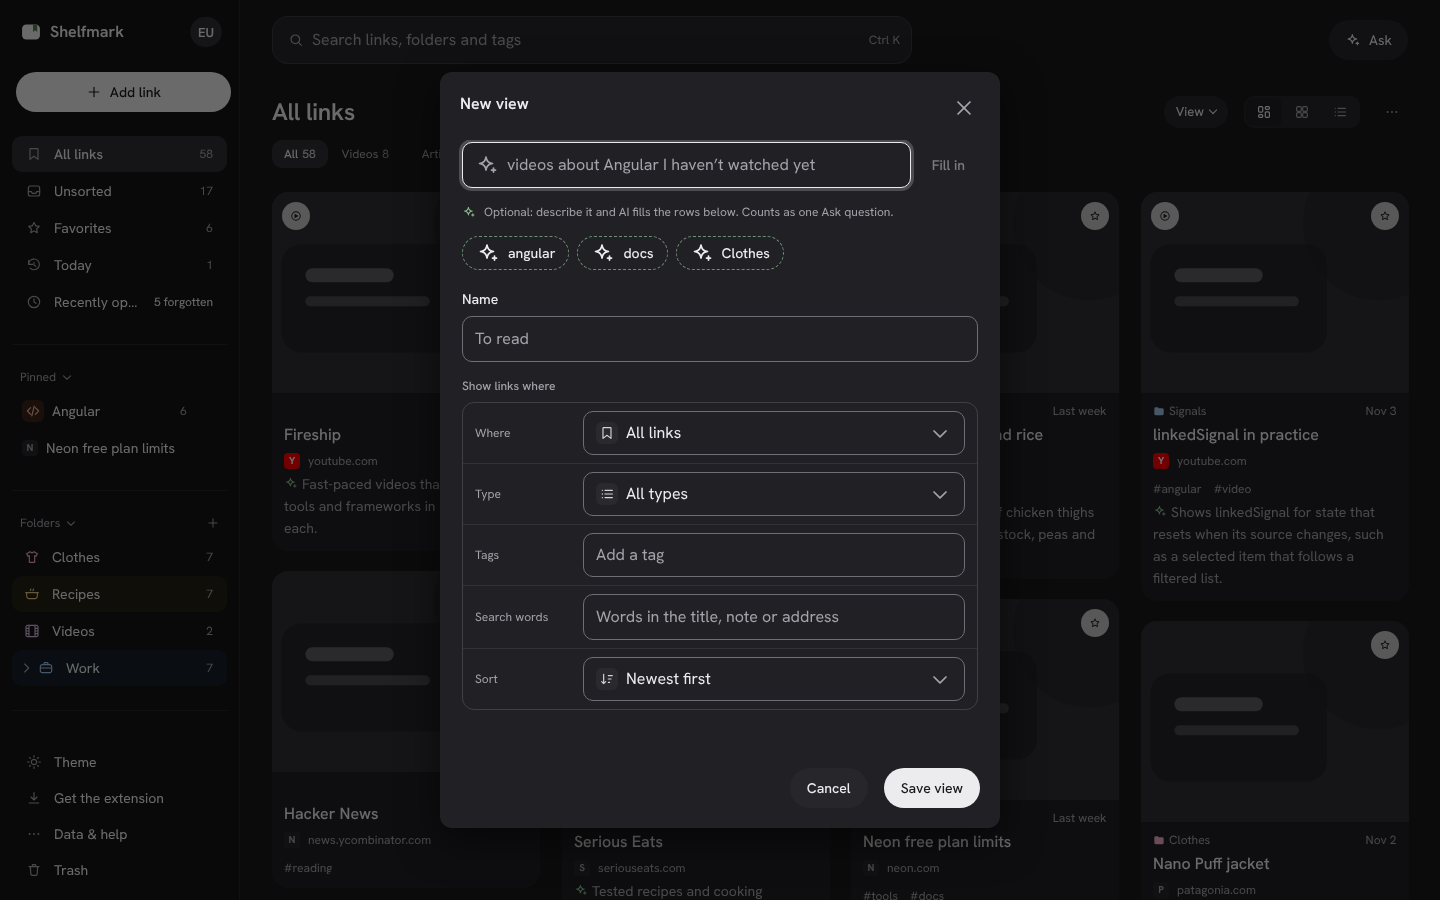 Shelfmark
EU
Search links, folders and tags
Ctrl K
Ask
Add link
All links
58
Unsorted
17
Favorites
6
Today
1
Recently op...
5 forgotten
Pinned
Angular
6
N
Neon free plan limits
Folders
Clothes
7
Recipes
7
Videos
2
Work
7
Theme
Get the extension
Data & help
Trash
All links
View
All 58
Videos 8
Fireship
Y youtube.com
Fast-paced videos tha
tools and frameworks in
each.
Hacker News
N news.ycombinator.com
#reading
New view
videos about Angular I haven’t watched yet
Fill in
Optional: describe it and AI fills the rows below. Counts as one Ask question.
angular
docs
Clothes
Name
To read
Show links where
Where
All links
Type
All types
Tags
Add a tag
Search words
Words in the title, note or address
Sort
Newest first
Cancel
Save view
Serious Eats
S seriouseats.com
Tested recipes and cooking
Last week
d rice
f chicken thighs
stock, peas and
Last week
Neon free plan limits
N neon.com
#tools #docs
Signals
Nov 3
linkedSignal in practice
Y youtube.com
#angular #video
Shows linkedSignal for state that
resets when its source changes, such
as a selected item that follows a
filtered list.
Clothes
Nov 2
Nano Puff jacket
P patagonia.com